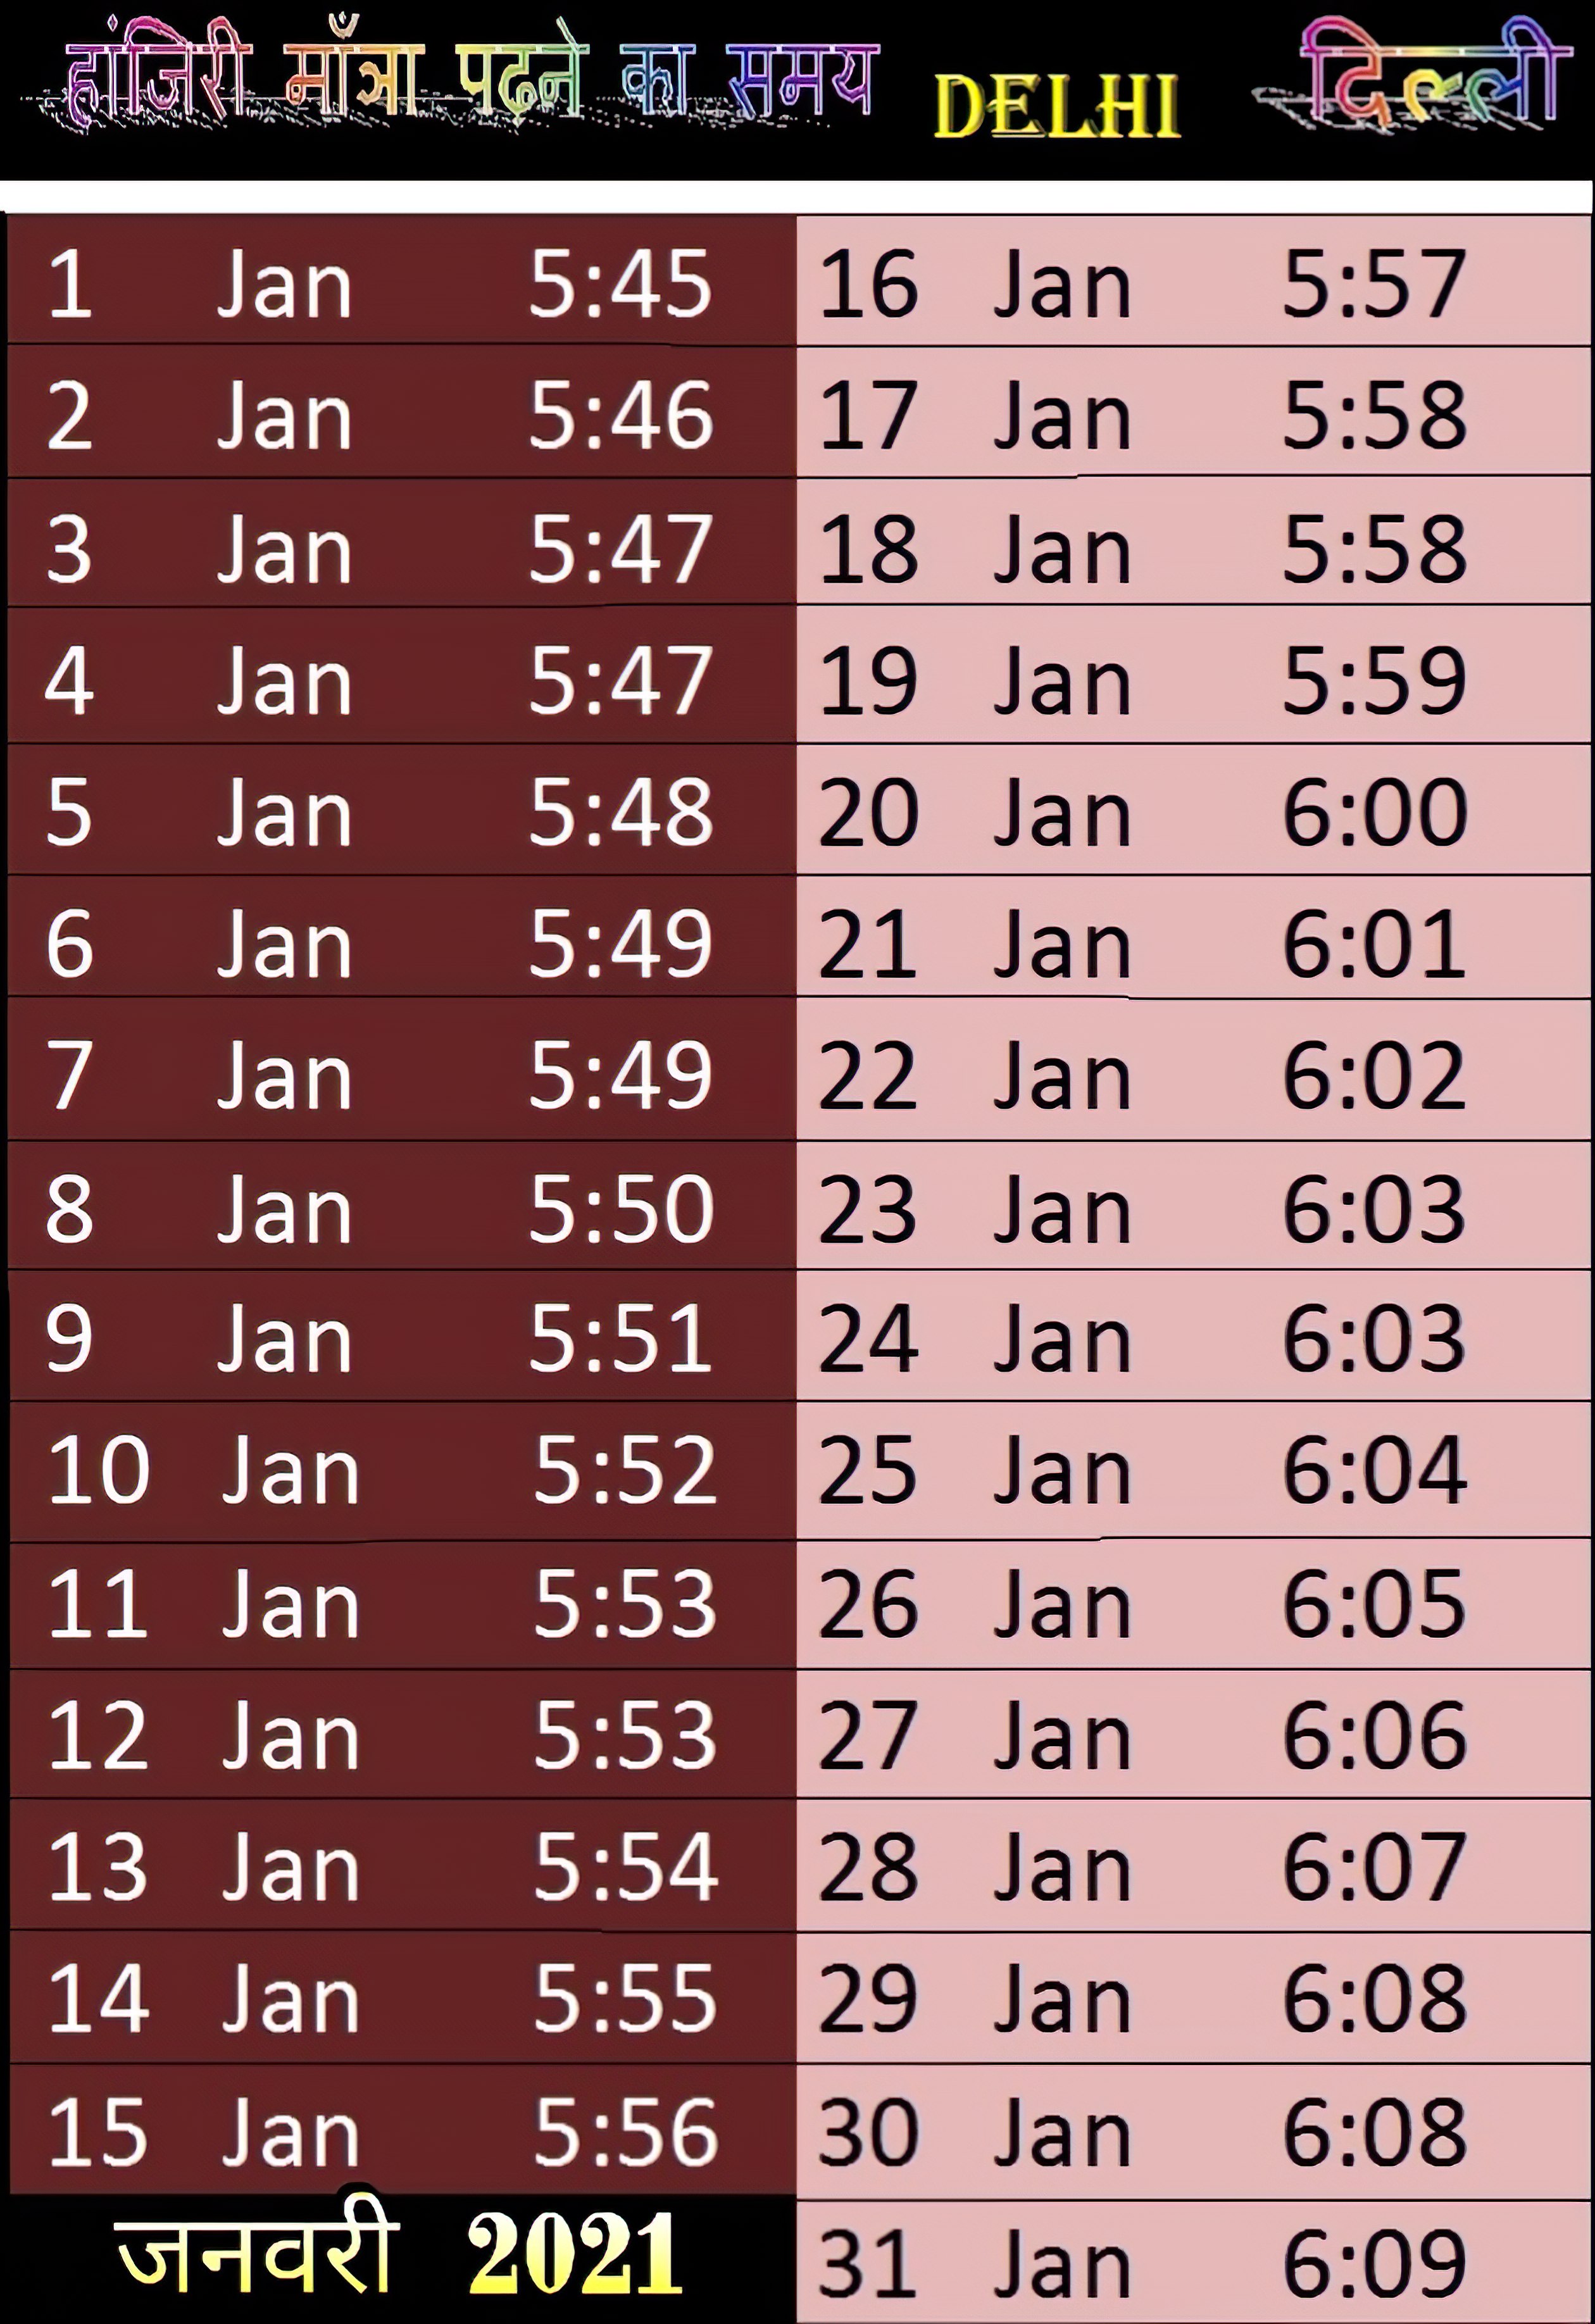 हांजिरी माँत्रा पढ़ने का समय DELHI दिल्ली
1 Jan 5:45
2 Jan 5:46
3 Jan 5:47
4 Jan 5:47
5 Jan 5:48
6 Jan 5:49
7 Jan 5:49
8 Jan 5:50
9 Jan 5:51
10 Jan 5:52
11 Jan 5:53
12 Jan 5:53
13 Jan 5:54
14 Jan 5:55
15 Jan 5:56
जनवरी 2021
16 Jan 5:57
17 Jan 5:58
18 Jan 5:58
19 Jan 5:59
20 Jan 6:00
21 Jan 6:01
22 Jan 6:02
23 Jan 6:03
24 Jan 6:03
25 Jan 6:04
26 Jan 6:05
27 Jan 6:06
28 Jan 6:07
29 Jan 6:08
30 Jan 6:08
31 Jan 6:09